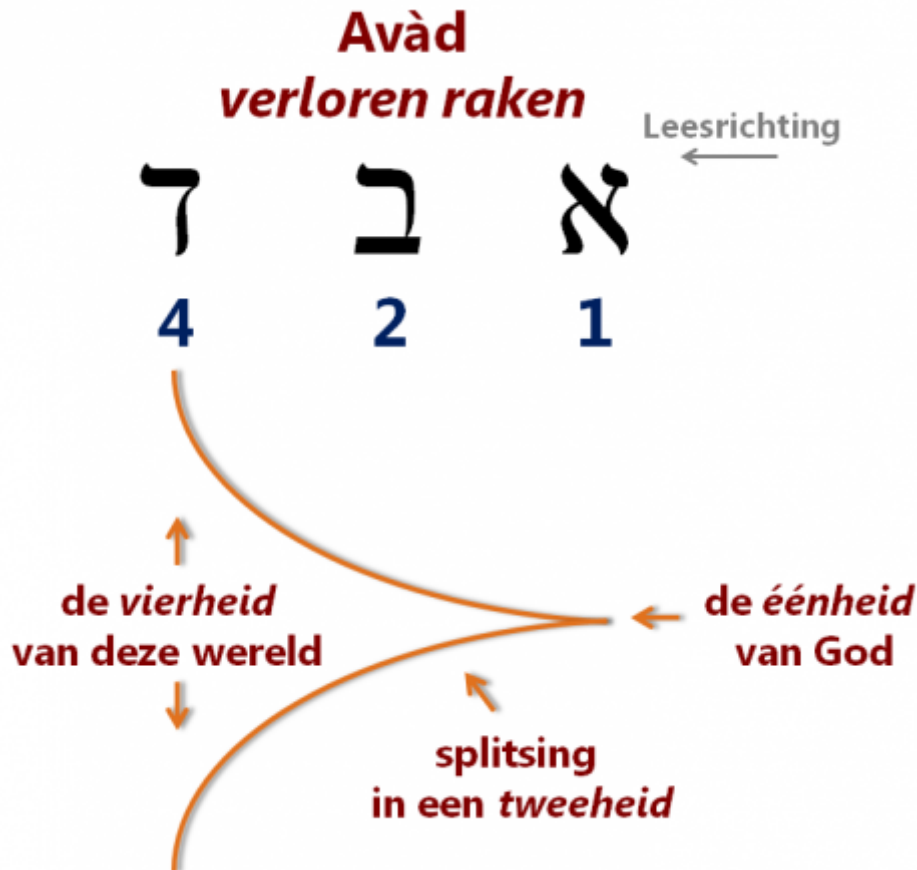 Avàd
verloren raken
Leesrichting
אבד
4 2 1
de vierheid
van deze wereld
de éénheid
van God
splitsing
in een tweeheid